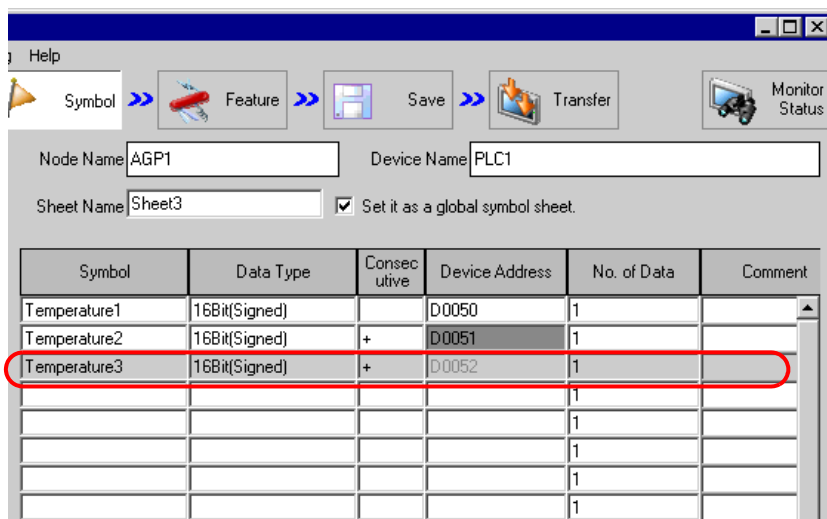 g Help
Symbol Feature Save Transfer Monitor Status
Node Name AGP1 Device Name PLC1
Sheet Name Sheet3 Set it as a global symbol sheet.
Symbol Data Type Consecutive Device Address No. of Data Comment
Temperature1 16Bit(Signed) D0050 1
Temperature2 16Bit(Signed) + D0051 1
Temperature3 16Bit(Signed) + D0052 1
1
1
1
1
1